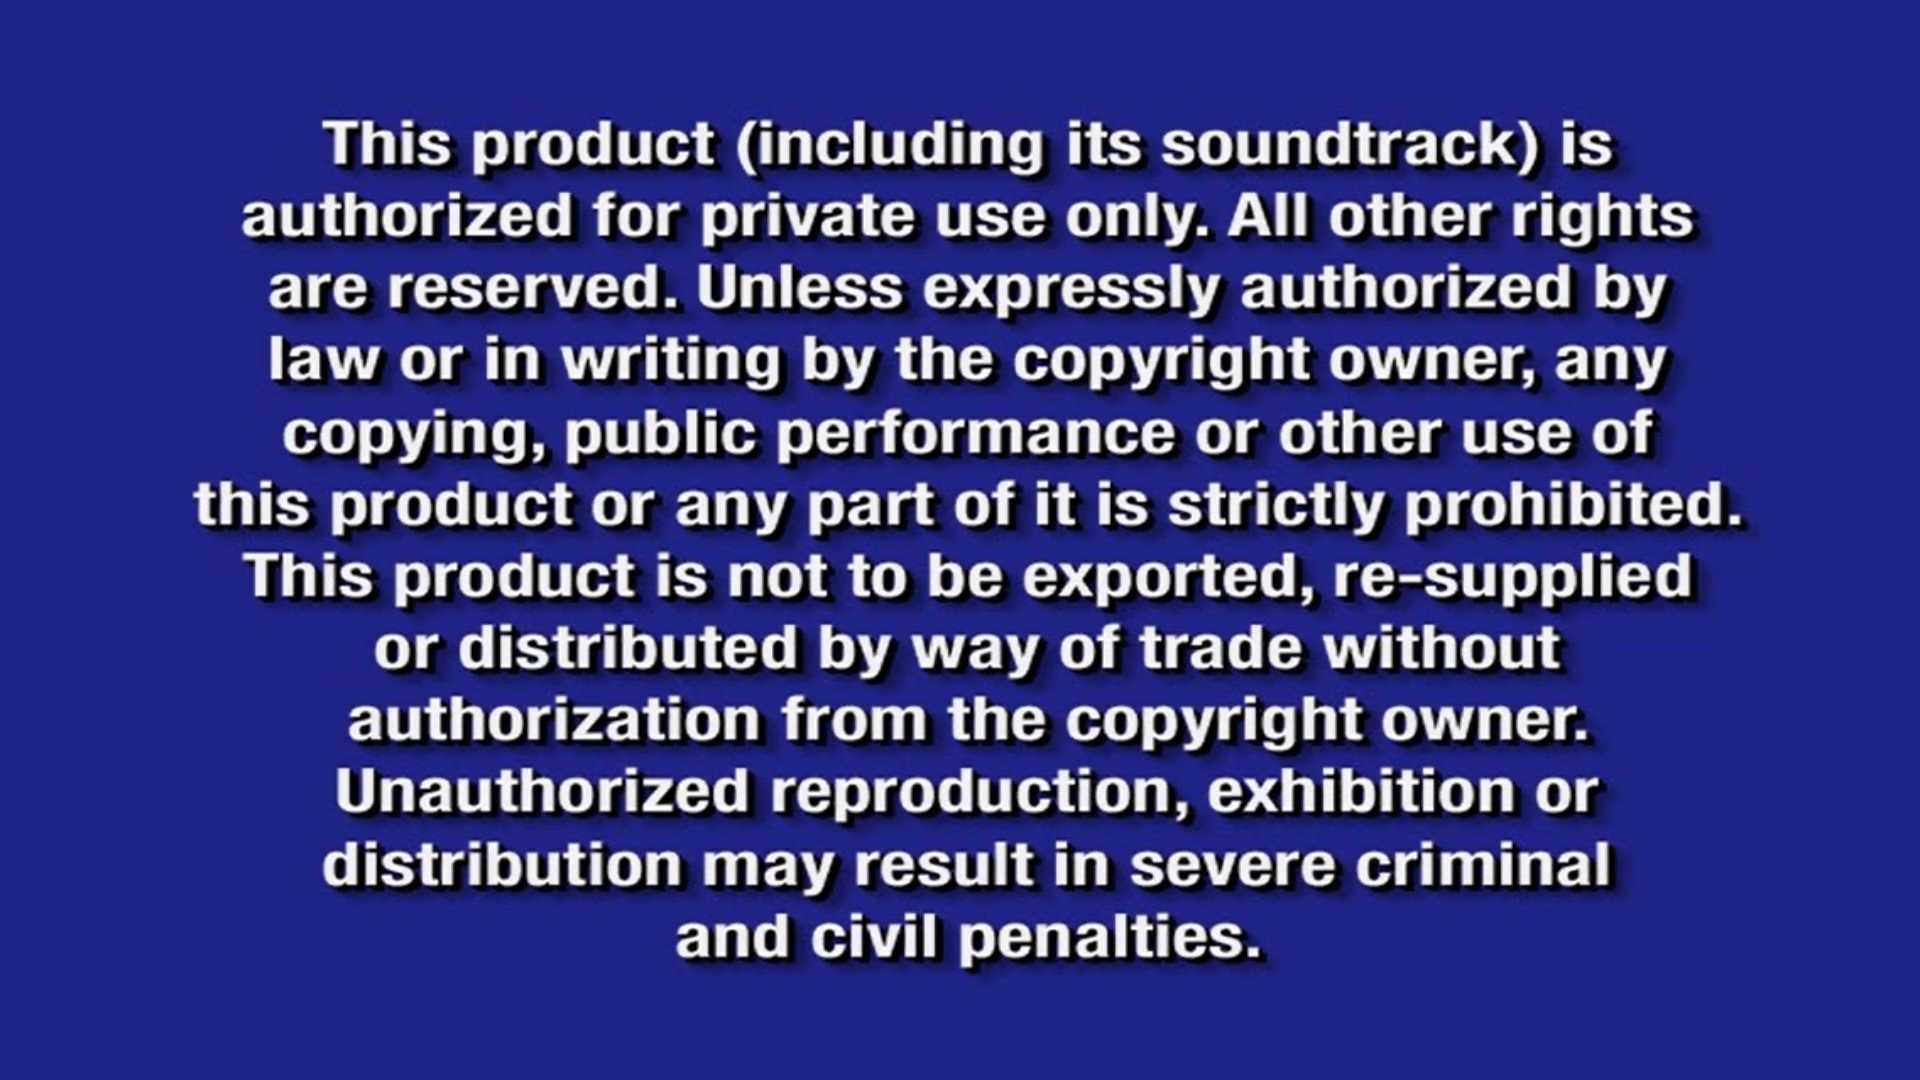 This product (including its soundtrack) is
authorized for private use only. All other rights
are reserved. Unless expressly authorized by
law or in writing by the copyright owner, any
copying, public performance or other use of
this product or any part of it is strictly prohibited.
This product is not to be exported, re-supplied
or distributed by way of trade without
authorization from the copyright owner.
Unauthorized reproduction, exhibition or
distribution may result in severe criminal
and civil penalties.